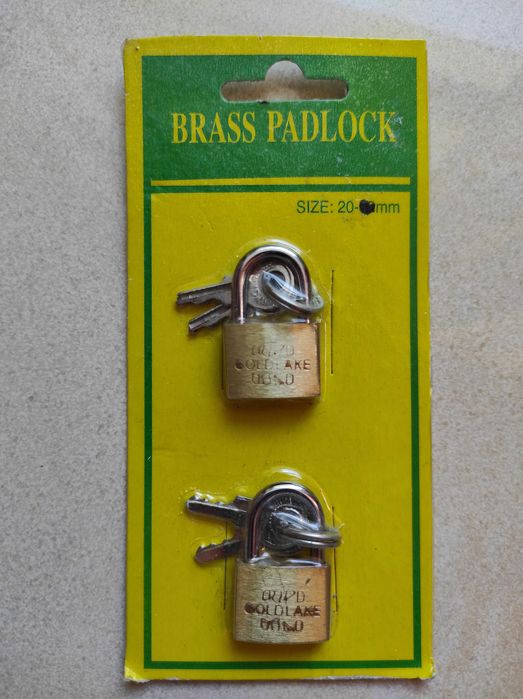 BRASS PADLOCK
SIZE: 20- mm
GOLDLAKE
GOLDLAKE